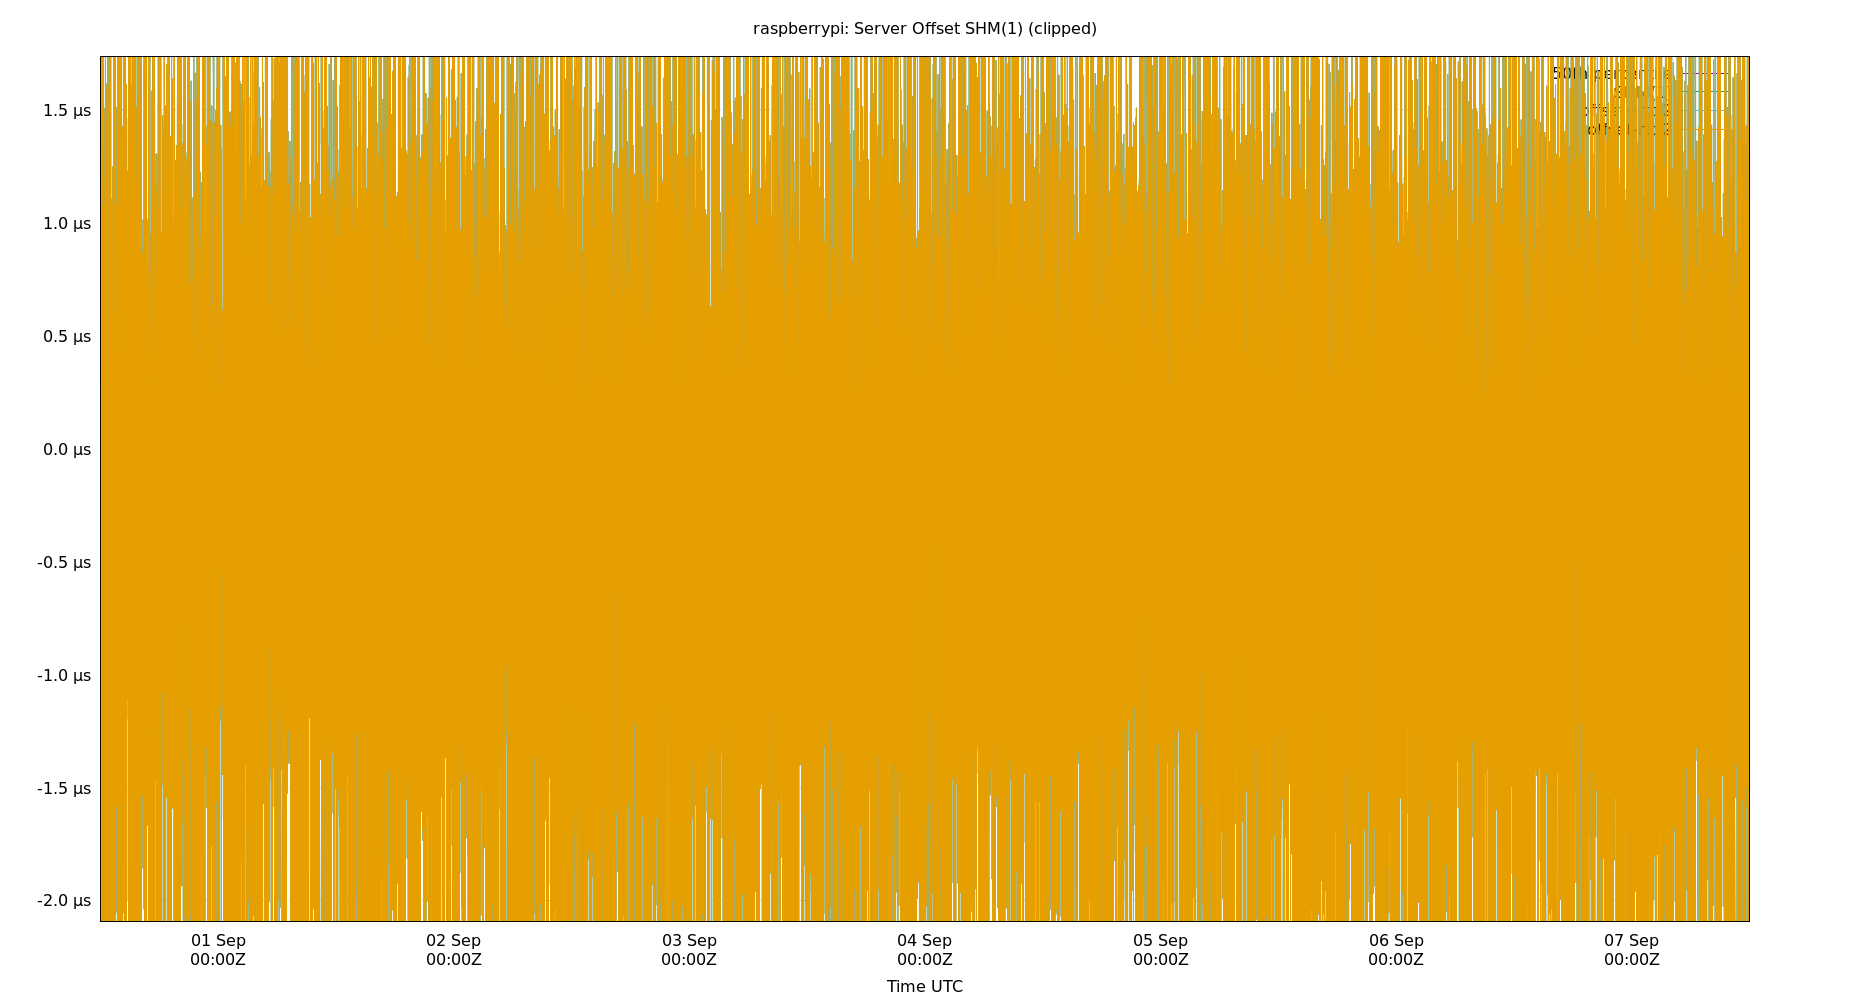 raspberrypi: Server Offset SHM(1) (clipped)
50th percentile
1.5 µs
1.0 µs
0.5 µs
0.0 µs
-0.5 µs
-1.0 µs
-1.5 µs
-2.0 µs
01 Sep 02 Sep 03 Sep 04 Sep 05 Sep 06 Sep 07 Sep
00:00Z 00:00Z 00:00Z 00:00Z 00:00Z 00:00Z 00:00Z
Time UTC